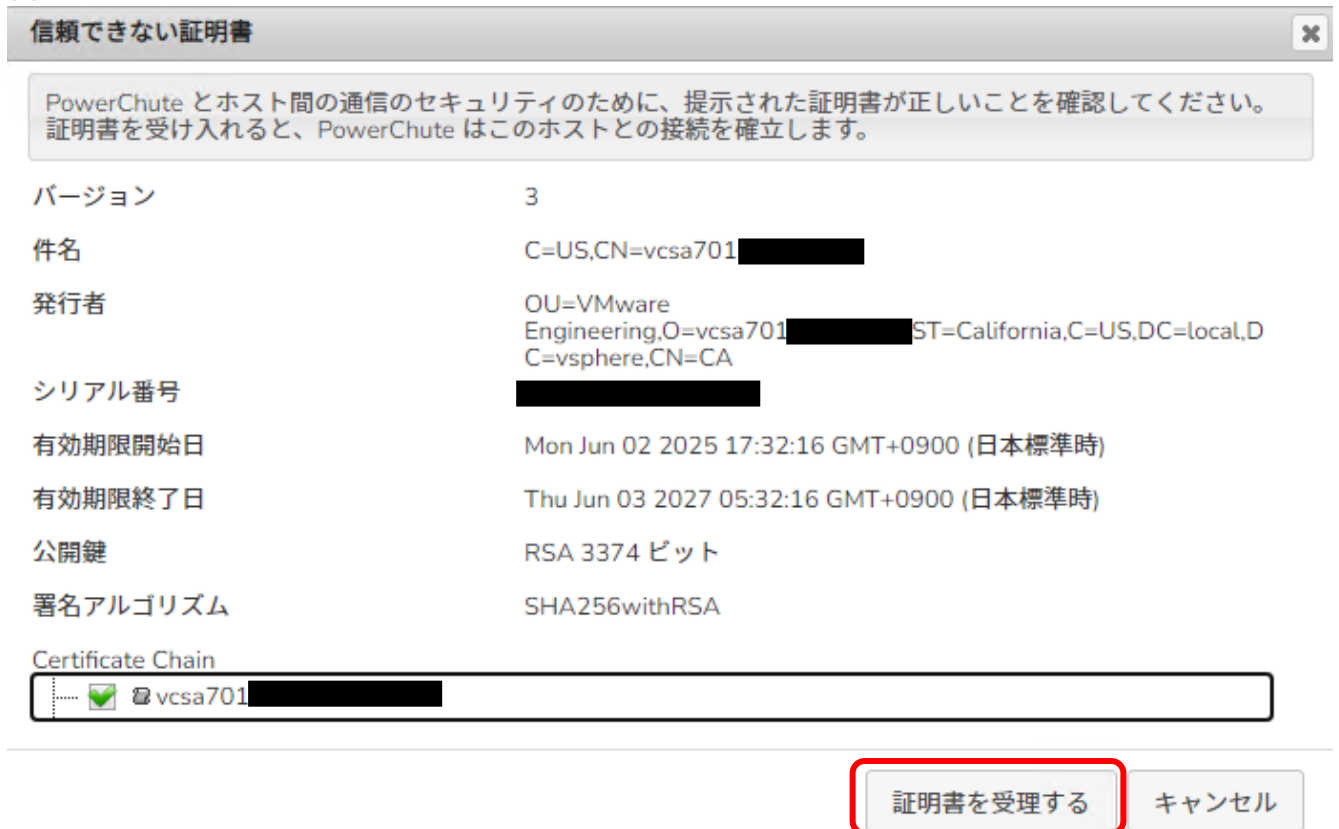 信頼できない証明書
PowerChute とホスト間の通信のセキュリティのために、提示された証明書が正しいことを確認してください。
証明書を受け入れると、PowerChute はこのホストとの接続を確立します。
バージョン 3
件名 C=US,CN=vcsa701
発行者 OU=VMware
Engineering,O=vcsa701 ST=California,C=US,DC=local,D
C=vsphere,CN=CA
シリアル番号
有効期限開始日 Mon Jun 02 2025 17:32:16 GMT+0900 (日本標準時)
有効期限終了日 Thu Jun 03 2027 05:32:16 GMT+0900 (日本標準時)
公開鍵 RSA 3374 ビット
署名アルゴリズム SHA256withRSA
Certificate Chain
vcsa701
証明書を受理する キャンセル